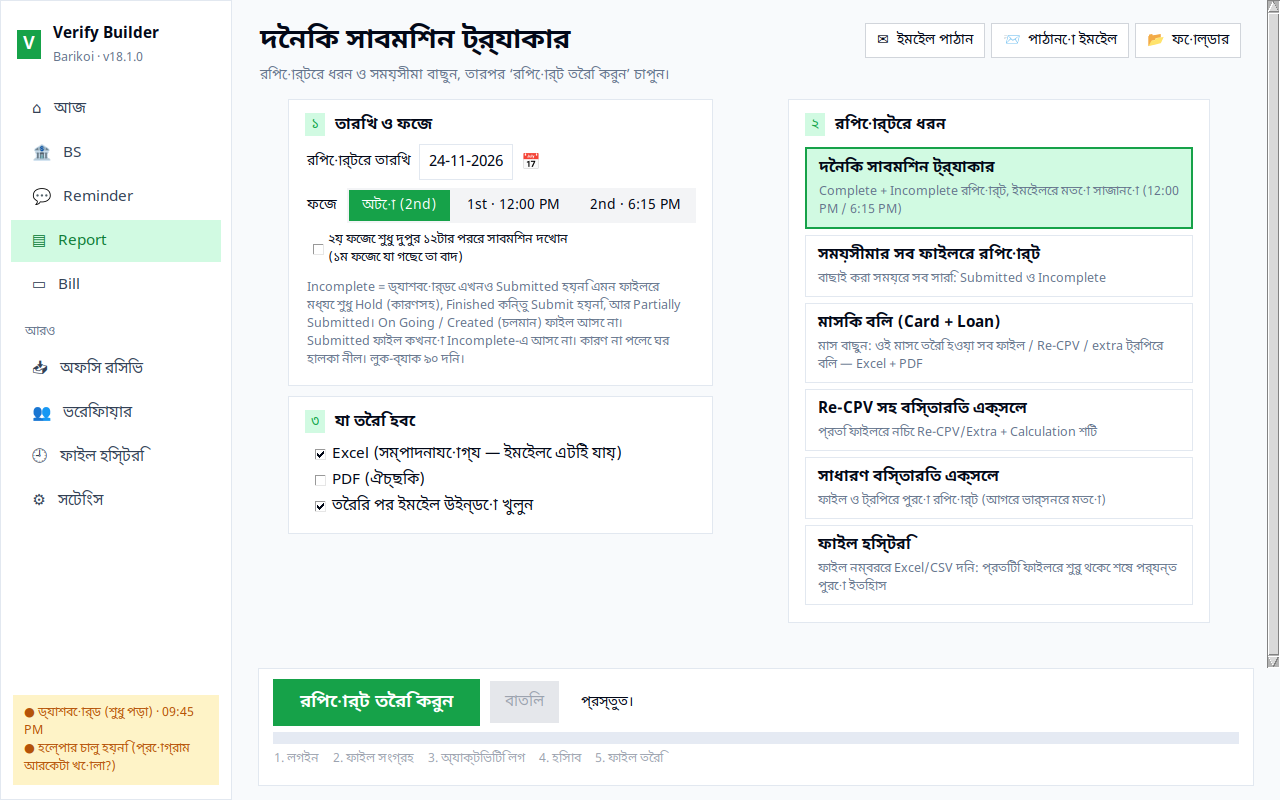 V
Verify Builder
Barikoi · v18.1.0
আজ
BS
Reminder
Report
Bill
আরও
অফিস রিসিভ
ভেরিফায়ার
ফাইল হিস্টরি
সেটিংস
● ড্যাশবোর্ড (শুধু পড়া) · 09:45 PM
● হেল্পার চালু হয়নি (প্রোগ্রাম আরেকটা খোলা?)
দৈনিক সাবমিশন ট্র্যাকার
রিপোর্টের ধরন ও সময়সীমা বাছুন, তারপর ‘রিপোর্ট তৈরি করুন’ চাপুন।
ইমেইল পাঠান
পাঠানো ইমেইল
ফোল্ডার
১ তারিখ ও ফেজ
রিপোর্টের তারিখ 24-11-2026
ফেজ অটো (2nd) 1st · 12:00 PM 2nd · 6:15 PM
২য় ফেজে শুধু দুপুর ১২টার পরের সাবমিশন দেখান
(১ম ফেজে যা গেছে তা বাদ)
Incomplete = ড্যাশবোর্ডে এখনও Submitted হয়নি এমন ফাইলের
মধ্যে শুধু Hold (কারণসহ), Finished কিন্তু Submit হয়নি, আর Partially
Submitted। On Going / Created (চলমান) ফাইল আসে না।
Submitted ফাইল কখনো Incomplete-এ আসে না। কারণ না পেলে ঘর
হালকা নীল। লুক-ব্যাক ৯০ দিন।
৩ যা তৈরি হবে
Excel (সম্পাদনাযোগ্য — ইমেইলে এটিই যায়)
PDF (ঐচ্ছিক)
তৈরির পর ইমেইল উইন্ডো খুলুন
২ রিপোর্টের ধরন
দৈনিক সাবমিশন ট্র্যাকার
Complete + Incomplete রিপোর্ট, ইমেইলের মতো সাজানো (12:00
PM / 6:15 PM)
সময়সীমার সব ফাইলের রিপোর্ট
বাছাই করা সময়ের সব সারি: Submitted ও Incomplete
মাসিক বিল (Card + Loan)
মাস বাছুন: ওই মাসে তৈরি হিওয়া সব ফাইল / Re-CPV / extra ট্রিপের
বিল — Excel + PDF
Re-CPV সহ বিস্তারিত এক্সেল
প্রতি ফাইলের নিচে Re-CPV/Extra + Calculation শিট
সাধারণ বিস্তারিত এক্সেল
ফাইল ও ট্রিপের পুরো রিপোর্ট (আগের ভার্সনের মতো)
ফাইল হিস্টরি
ফাইল নম্বরের Excel/CSV দিন: প্রতিটি ফাইলের শুরু থেকে শেষ পর্যন্ত
পুরো ইতিহাস
রিপোর্ট তৈরি করুন
বাতিল
প্রস্তুত।
1. লগইন 2. ফাইল সংগ্রহ 3. অ্যাক্টিভিটি লগ 4. হিসাব 5. ফাইল তৈরি